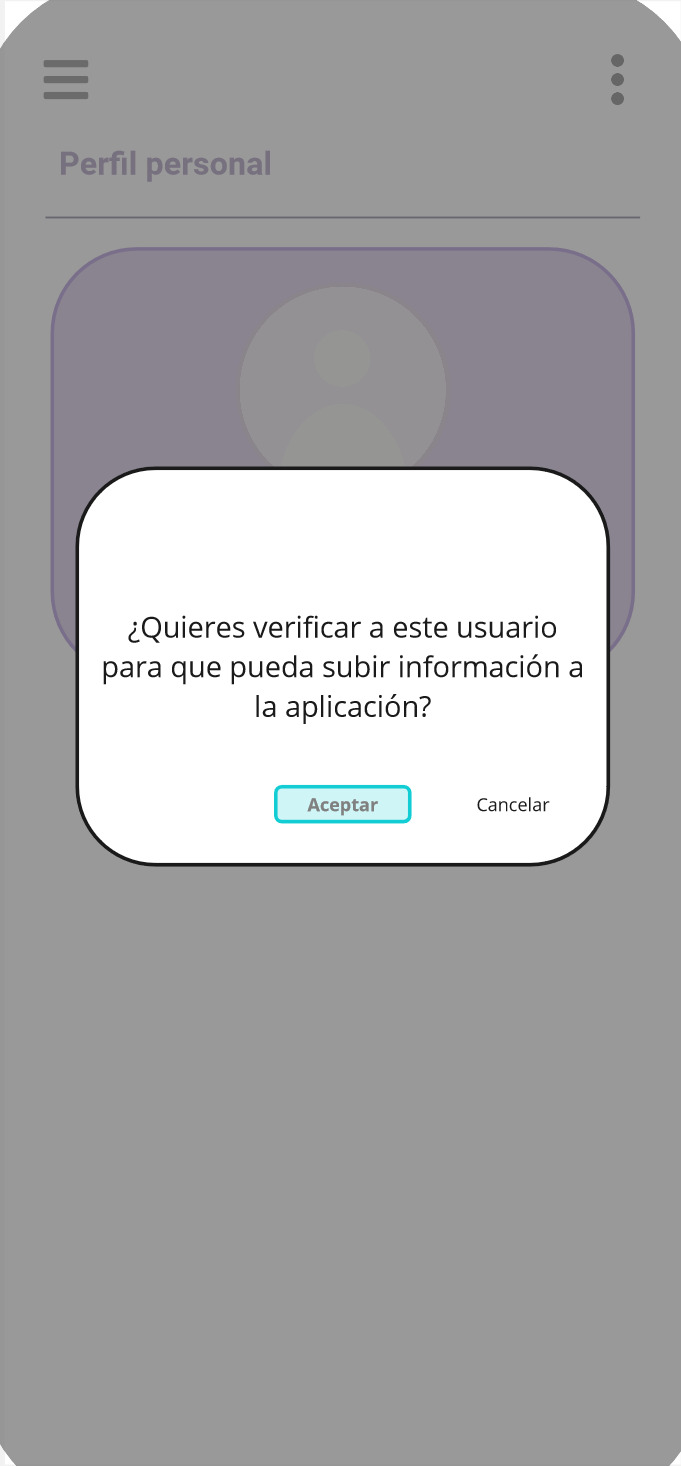 Perfil personal
¿Quieres verificar a este usuario
para que pueda subir información a
la aplicación?
Aceptar
Cancelar